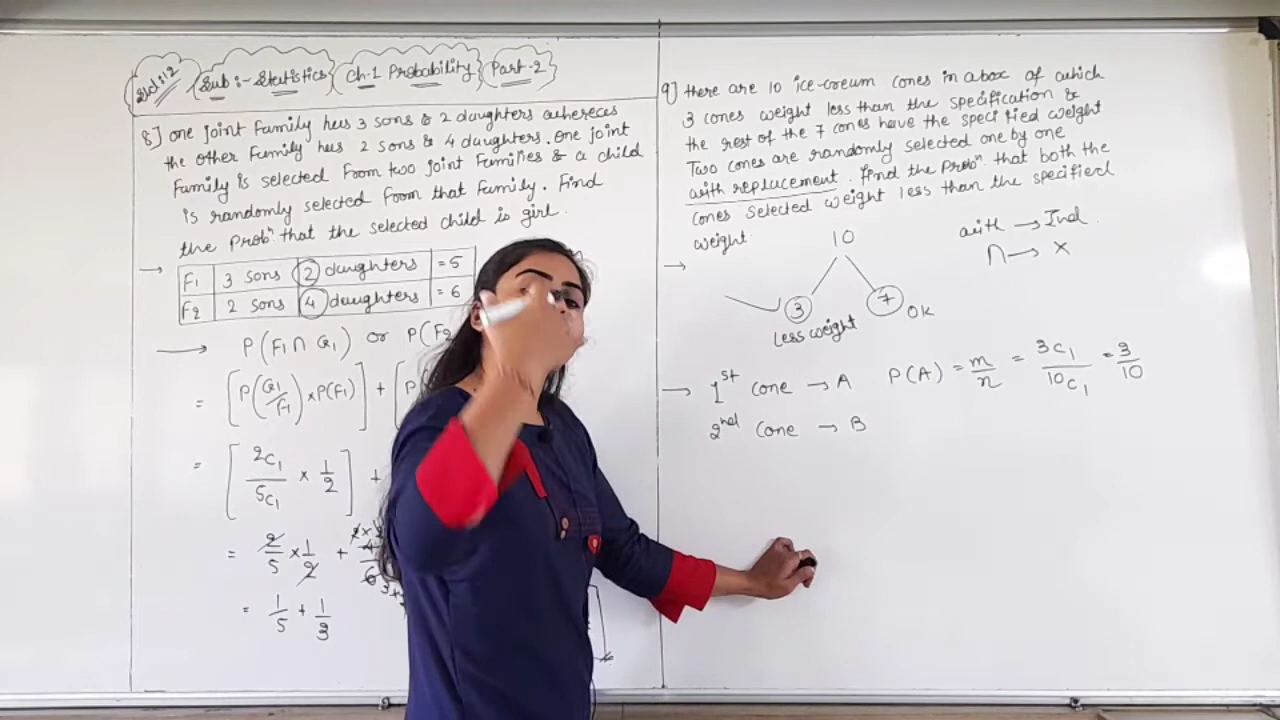 Std:12 Sub:- Statistics Ch-1 Probability Part-2
8] one joint Family has 3 sons & 2 daughters whereas
the other Family has 2 sons & 4 daughters. One joint
Family is selected From two joint Families & a child
is randomly selected From that Family. Find
the Probⁿ that the selected child is girl.
→ F1 3 sons 2 daughters =5
F2 2 sons 4 daughters =6
→ P(F1 ∩ G1) or P(F2
= [P(G1/F1) × P(F1)] + [P
= [2C1/5C1 × 1/2] +
= 2/5 × 1/2 +
= 1/5 + 1/3
9] there are 10 ice-cream cones in a box of which
3 cones weight less than the specification &
the rest of the 7 cones have the specified weight
Two cones are randomly selected one by one
with replacement. Find the Probⁿ that both the
cones selected weight less than the specified
weight.
with → Ind.
n → ×
→ 10
3 7 OK
less weight
→ 1st cone → A P(A) = m/n = 3C1/10C1 = 3/10
2nd Cone → B